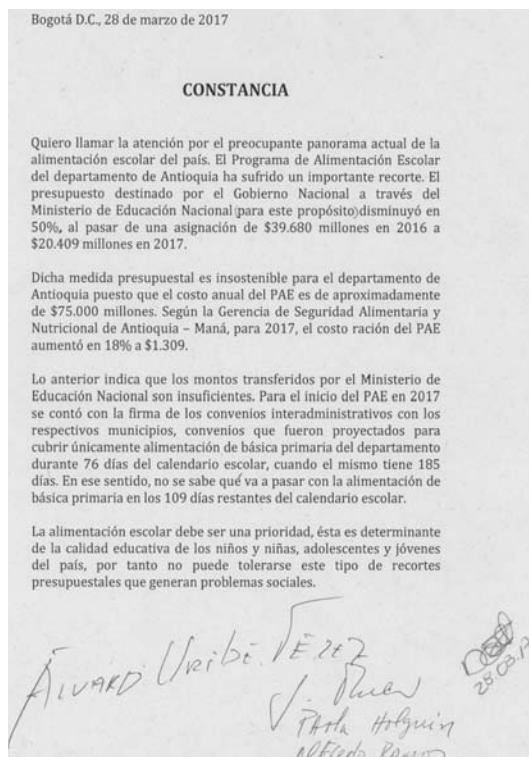 Bogotá D.C., 28 de marzo de 2017
CONSTANCIA
Quiero llamar la atención por el preocupante panorama actual de la
alimentación escolar del país. El Programa de Alimentación Escolar
del departamento de Antioquia ha sufrido un importante recorte. El
presupuesto destinado por el Gobierno Nacional a través del
Ministerio de Educación Nacional (para este propósito) disminuyó en
50%, al pasar de una asignación de $39.680 millones en 2016 a
$20.409 millones en 2017.
Dicha medida presupuestal es insostenible para el departamento de
Antioquia puesto que el costo anual del PAE es de aproximadamente
de $75.000 millones. Según la Gerencia de Seguridad Alimentaria y
Nutricional de Antioquia – Maná, para 2017, el costo ración del PAE
aumentó en 18% a $1.309.
Lo anterior indica que los montos transferidos por el Ministerio de
Educación Nacional son insuficientes. Para el inicio del PAE en 2017
se contó con la firma de los convenios interadministrativos con los
respectivos municipios, convenios que fueron proyectados para
cubrir únicamente alimentación de básica primaria del departamento
durante 76 días del calendario escolar, cuando el mismo tiene 185
días. En ese sentido, no se sabe qué va a pasar con la alimentación de
básica primaria en los 109 días restantes del calendario escolar.
La alimentación escolar debe ser una prioridad, ésta es determinante
de la calidad educativa de los niños y niñas, adolescentes y jóvenes
del país, por tanto no puede tolerarse este tipo de recortes
presupuestales que generan problemas sociales.
ÁLVARO URIBE VÉLEZ
Paola Holguin
Alfredo Ramos
28.03.17